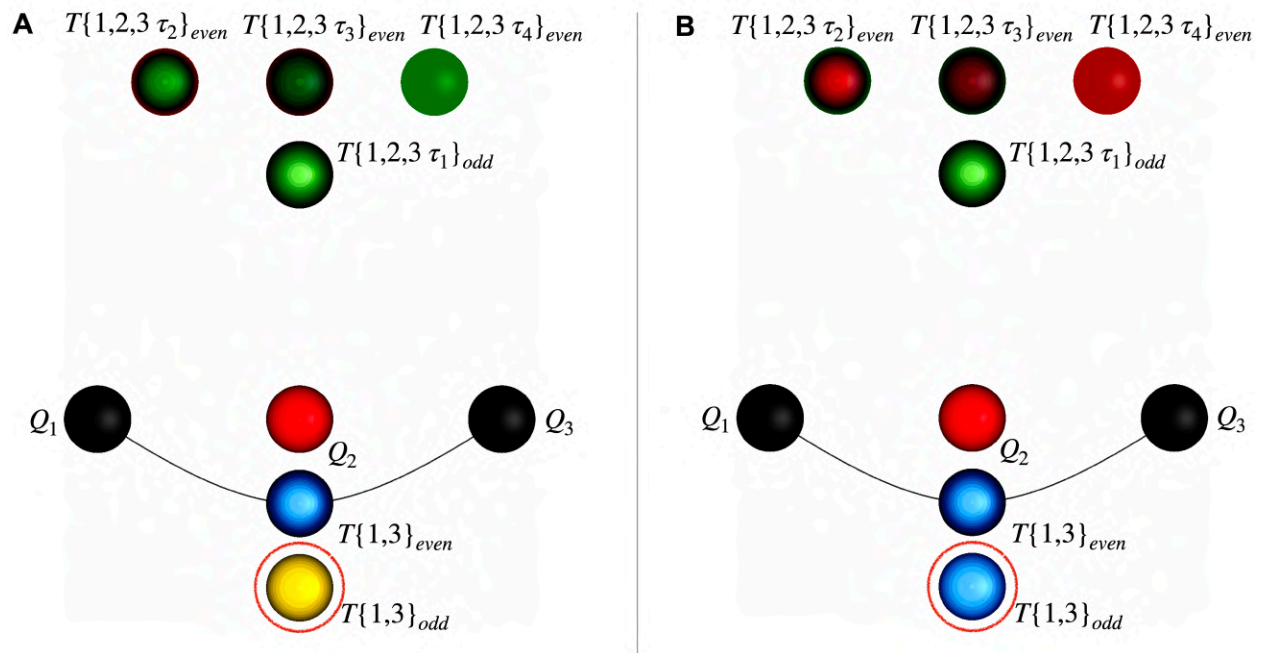 A
T{1,2,3 τ₂}even T{1,2,3 τ₃}even T{1,2,3 τ₄}even
T{1,2,3 τ₁}odd
Q₁
Q₃
Q₂
T{1,3}even
T{1,3}odd
B
T{1,2,3 τ₂}even T{1,2,3 τ₃}even T{1,2,3 τ₄}even
T{1,2,3 τ₁}odd
Q₁
Q₃
Q₂
T{1,3}even
T{1,3}odd